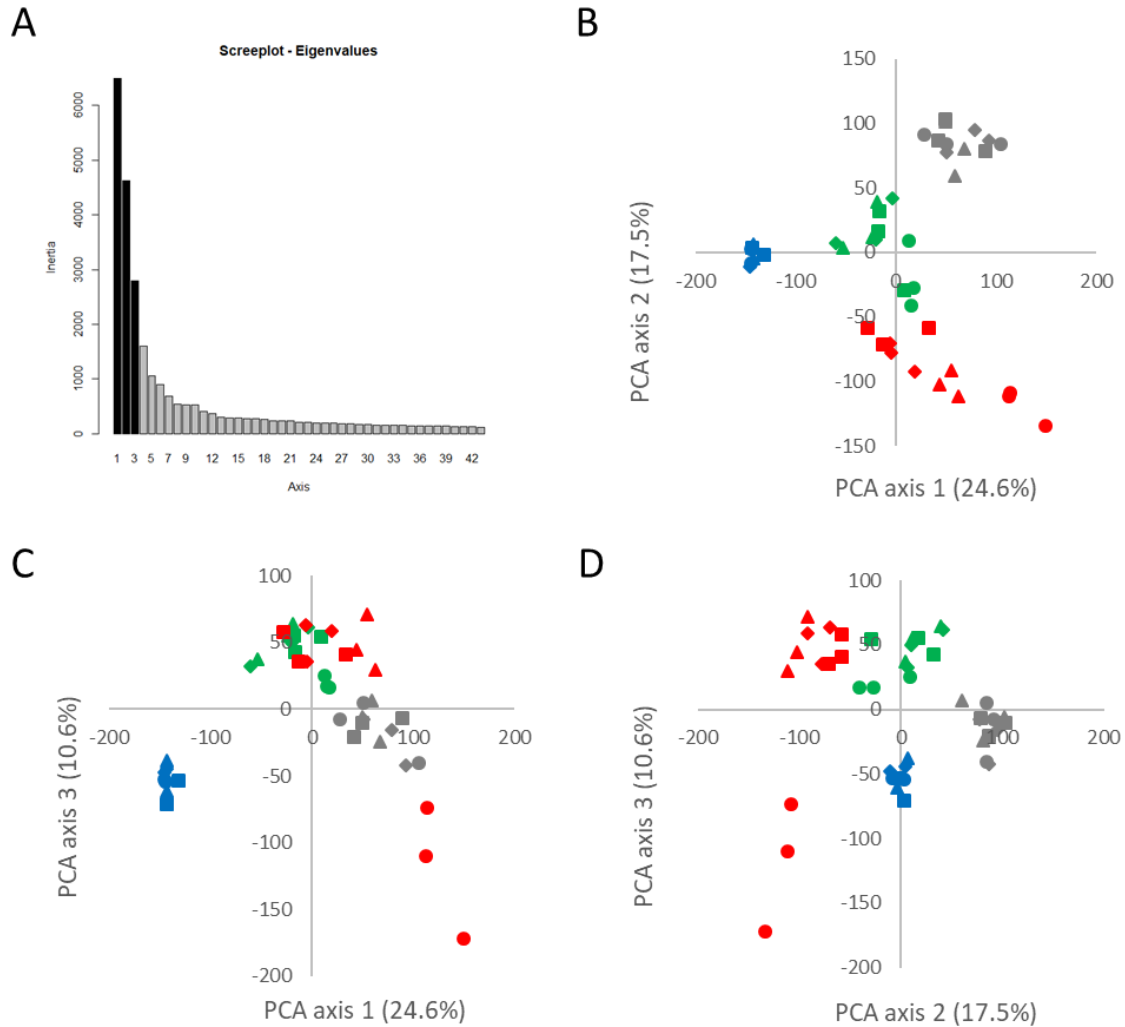 A
Screeplot - Eigenvalues
6000
5000
4000
3000
2000
1000
0
Inertia
1 3 5 7 9 12 15 18 21 24 27 30 33 36 39 42
Axis
B
150
100
50
0
-50
-100
-150
-200 -100 0 100 200
PCA axis 2 (17.5%)
PCA axis 1 (24.6%)
C
100
50
0
-50
-100
-150
-200
-200 -100 0 100 200
PCA axis 3 (10.6%)
PCA axis 1 (24.6%)
D
100
50
0
-50
-100
-150
-200
-200 -100 0 100 200
PCA axis 3 (10.6%)
PCA axis 2 (17.5%)